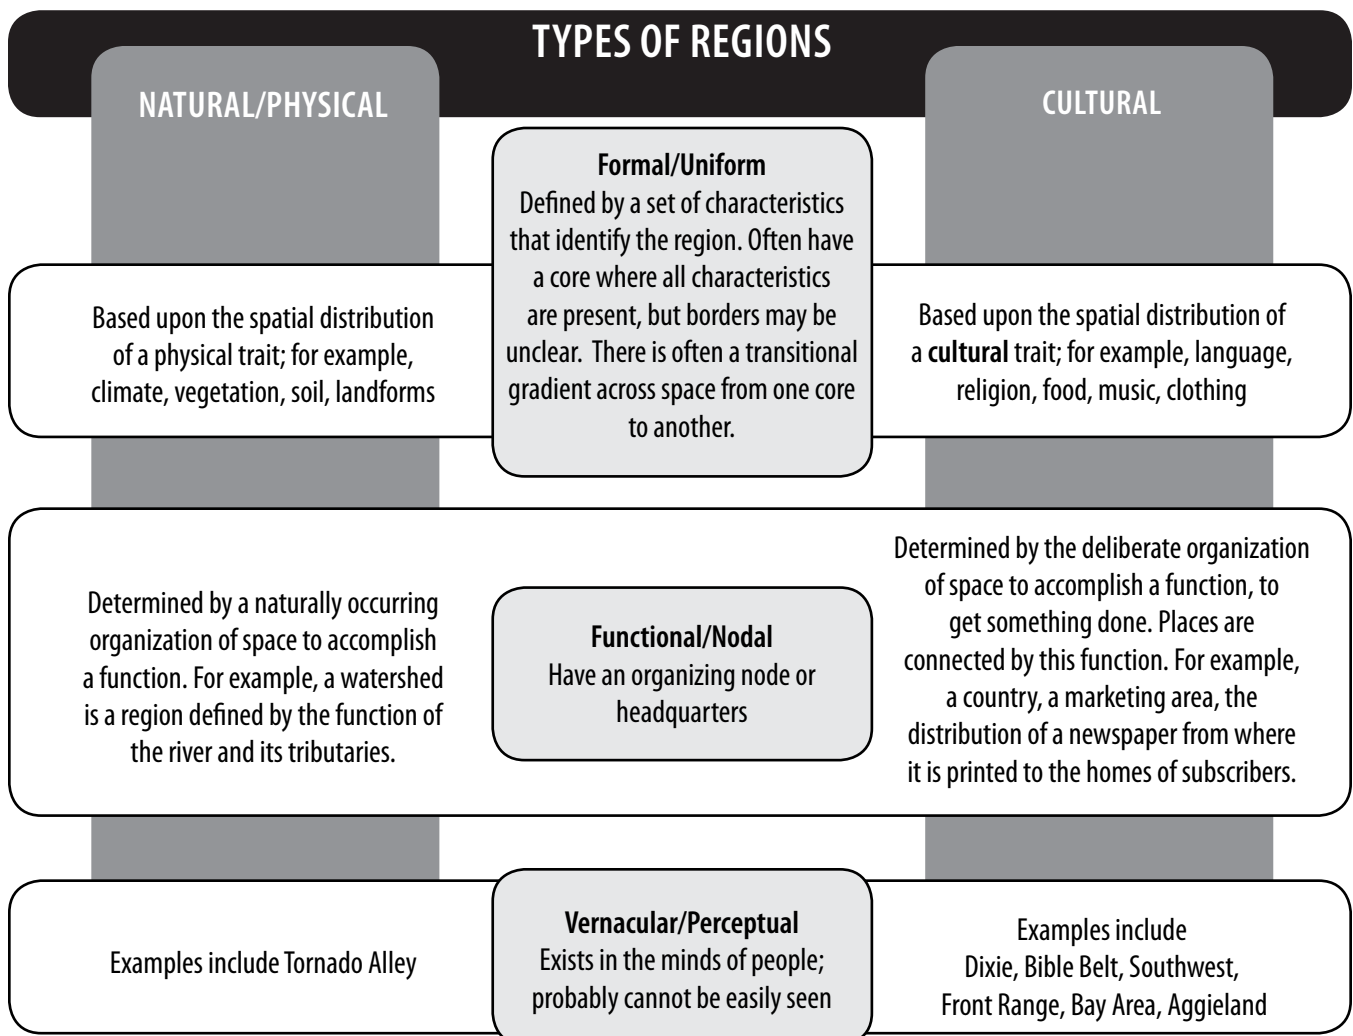 TYPES OF REGIONS
NATURAL/PHYSICAL
CULTURAL
Formal/Uniform
Defined by a set of characteristics
that identify the region. Often have
a core where all characteristics
are present, but borders may be
unclear.  There is often a transitional
gradient across space from one core
to another.
Based upon the spatial distribution
of a physical trait; for example,
climate, vegetation, soil, landforms
Based upon the spatial distribution of
a cultural trait; for example, language,
religion, food, music, clothing
Determined by a naturally occurring
organization of space to accomplish
a function. For example, a watershed
is a region defined by the function of
the river and its tributaries.
Functional/Nodal
Have an organizing node or
headquarters
Determined by the deliberate organization
of space to accomplish a function, to
get something done. Places are
connected by this function. For example,
a country, a marketing area, the
distribution of a newspaper from where
it is printed to the homes of subscribers.
Examples include Tornado Alley
Vernacular/Perceptual
Exists in the minds of people;
probably cannot be easily seen
Examples include
Dixie, Bible Belt, Southwest,
Front Range, Bay Area, Aggieland